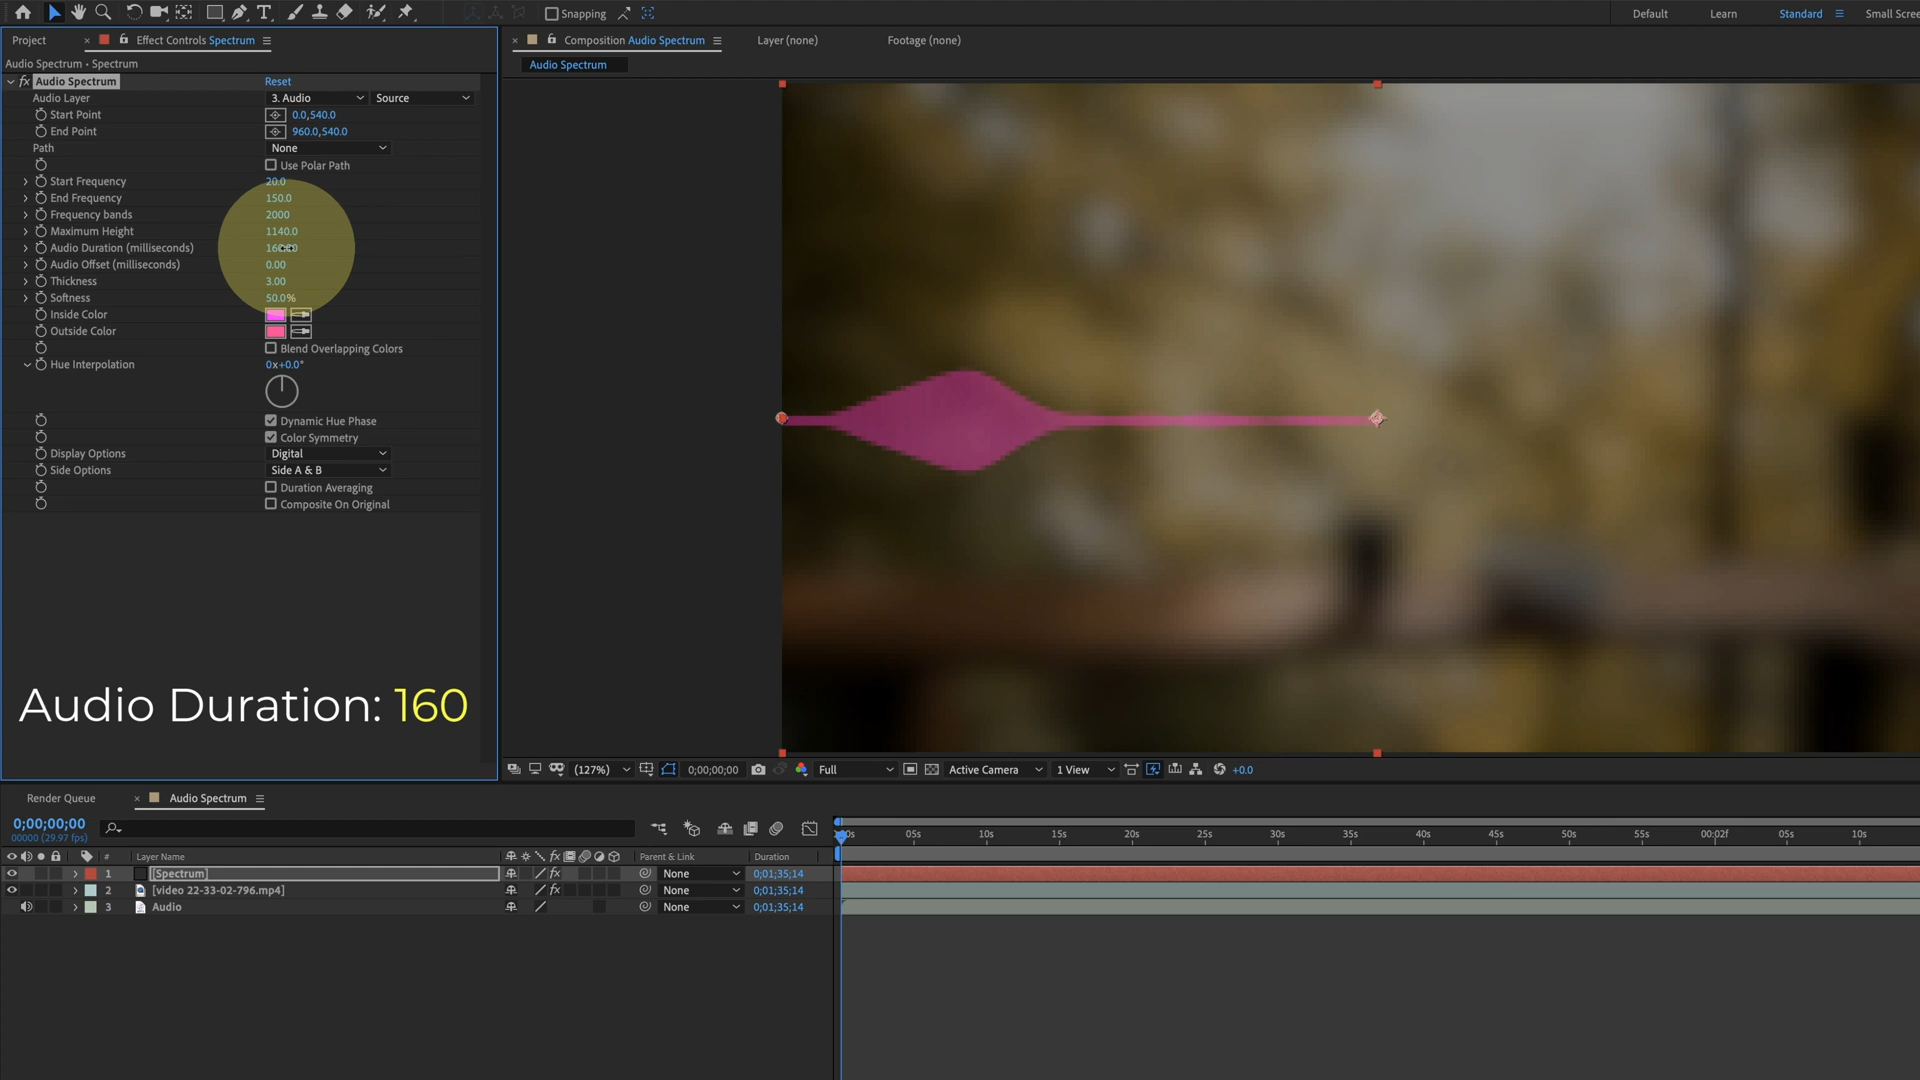 Snapping
Default
Learn
Standard
Small Scree
Project
Effect Controls Spectrum
Composition Audio Spectrum
Layer (none)
Footage (none)
Audio Spectrum • Spectrum
Audio Spectrum
fx Audio Spectrum
Reset
Audio Layer
3. Audio
Source
Start Point
0.0,540.0
End Point
960.0,540.0
Path
None
Use Polar Path
Start Frequency
20.0
End Frequency
150.0
Frequency bands
2000
Maximum Height
1140.0
Audio Duration (milliseconds)
Audio Offset (milliseconds)
0.00
Thickness
3.00
Softness
50.0%
Inside Color
Outside Color
Blend Overlapping Colors
Hue Interpolation
0x+0.0°
Dynamic Hue Phase
Color Symmetry
Display Options
Digital
Side Options
Side A & B
Duration Averaging
Composite On Original
Audio Duration: 160
(127%)
0;00;00;00
Full
Active Camera
1 View
+0.0
Render Queue
Audio Spectrum
0;00;00;00
00000 (29.97 fps)
05s
10s
15s
20s
25s
30s
35s
40s
45s
50s
55s
00:02f
05s
10s
#
Layer Name
fx
Parent & Link
Duration
1
[Spectrum]
fx
None
0;01;35;14
2
[video 22-33-02-796.mp4]
fx
None
0;01;35;14
3
Audio
None
0;01;35;14